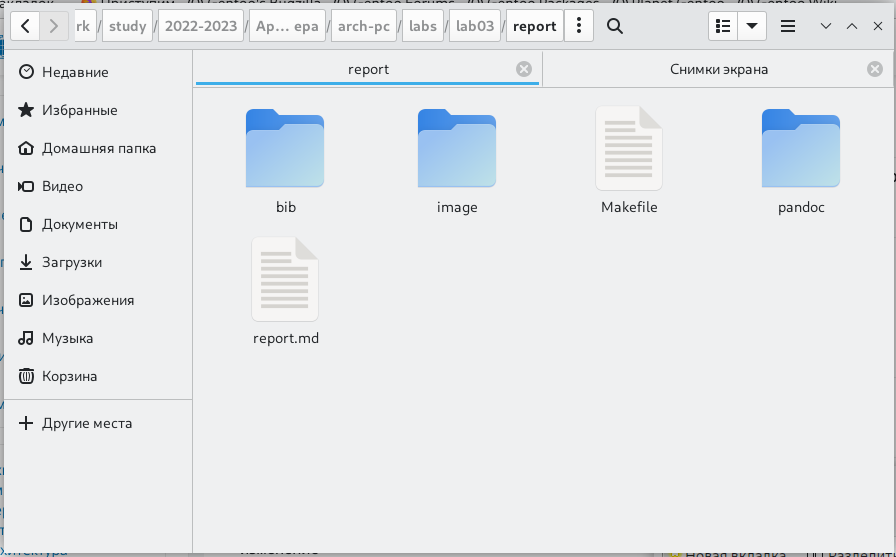 rk / study / 2022-2023 / Ар… ера / arch-pc / labs / lab03 / report
report
Снимки экрана
Недавние
Избранные
Домашняя папка
Видео
Документы
Загрузки
Изображения
Музыка
Корзина
Другие места
bib
image
Makefile
pandoc
report.md